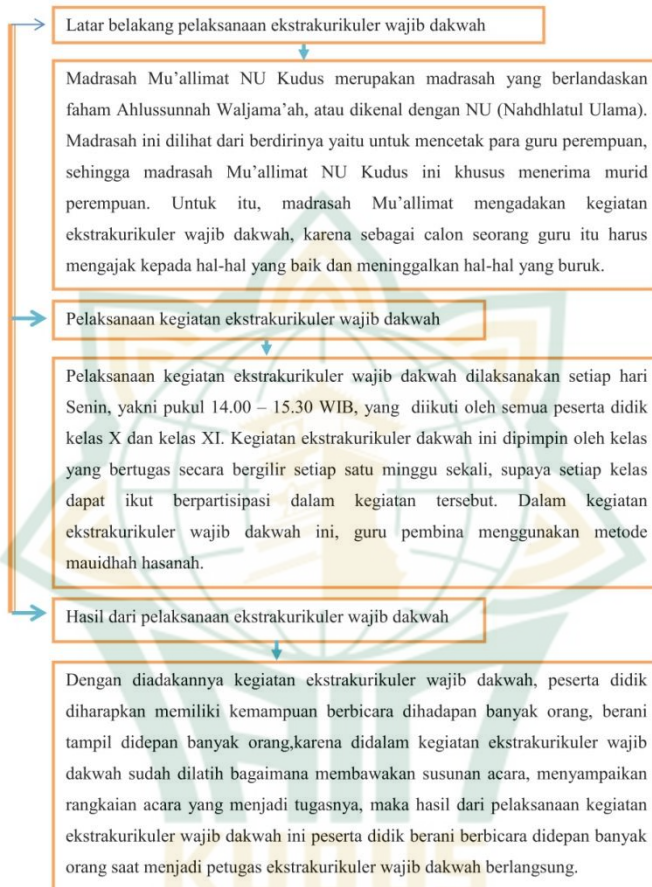 Latar belakang pelaksanaan ekstrakurikuler wajib dakwah
Madrasah Mu’allimat NU Kudus merupakan madrasah yang berlandaskan
faham Ahlussunnah Waljama’ah, atau dikenal dengan NU (Nahdhlatul Ulama).
Madrasah ini dilihat dari berdirinya yaitu untuk mencetak para guru perempuan,
sehingga madrasah Mu’allimat NU Kudus ini khusus menerima murid
perempuan. Untuk itu, madrasah Mu’allimat mengadakan kegiatan
ekstrakurikuler wajib dakwah, karena sebagai calon seorang guru itu harus
mengajak kepada hal-hal yang baik dan meninggalkan hal-hal yang buruk.
Pelaksanaan kegiatan ekstrakurikuler wajib dakwah
Pelaksanaan kegiatan ekstrakurikuler wajib dakwah dilaksanakan setiap hari
Senin, yakni pukul 14.00 – 15.30 WIB, yang diikuti oleh semua peserta didik
kelas X dan kelas XI. Kegiatan ekstrakurikuler dakwah ini dipimpin oleh kelas
yang bertugas secara bergilir setiap satu minggu sekali, supaya setiap kelas
dapat ikut berpartisipasi dalam kegiatan tersebut. Dalam kegiatan
ekstrakurikuler wajib dakwah ini, guru pembina menggunakan metode
mauidhah hasanah.
Hasil dari pelaksanaan ekstrakurikuler wajib dakwah
Dengan diadakannya kegiatan ekstrakurikuler wajib dakwah, peserta didik
diharapkan memiliki kemampuan berbicara dihadapan banyak orang, berani
tampil didepan banyak orang,karena didalam kegiatan ekstrakurikuler wajib
dakwah sudah dilatih bagaimana membawakan susunan acara, menyampaikan
rangkaian acara yang menjadi tugasnya, maka hasil dari pelaksanaan kegiatan
ekstrakurikuler wajib dakwah ini peserta didik berani berbicara didepan banyak
orang saat menjadi petugas ekstrakurikuler wajib dakwah berlangsung.